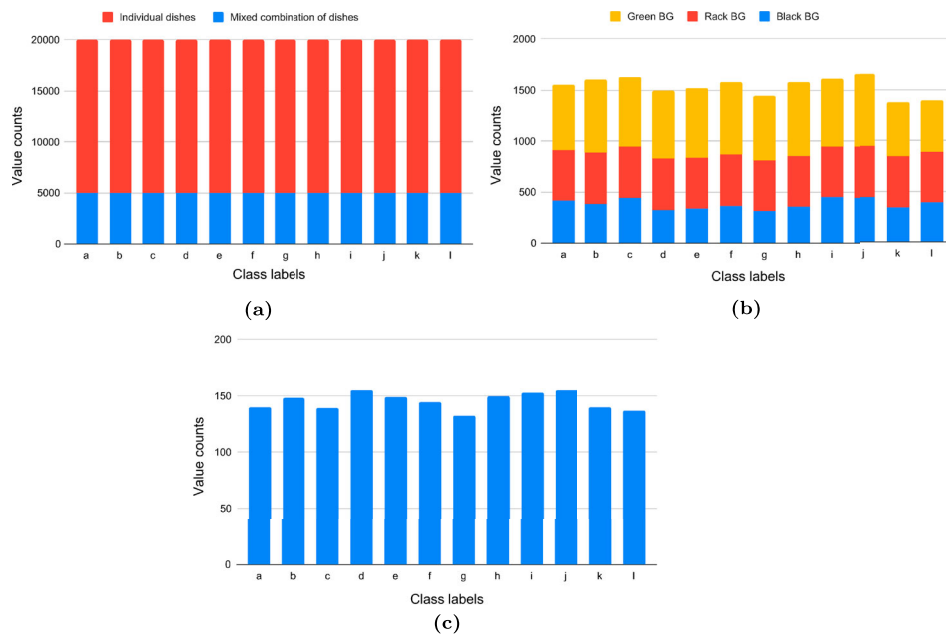 Individual dishes Mixed combination of dishes
20000
15000
10000
5000
0
Value counts
a b c d e f g h i j k l
Class labels
(a)
Green BG Rack BG Black BG
2000
1500
1000
500
0
Value counts
a b c d e f g h i j k l
Class labels
(b)
200
150
100
50
0
Value counts
a b c d e f g h i j k l
Class labels
(c)